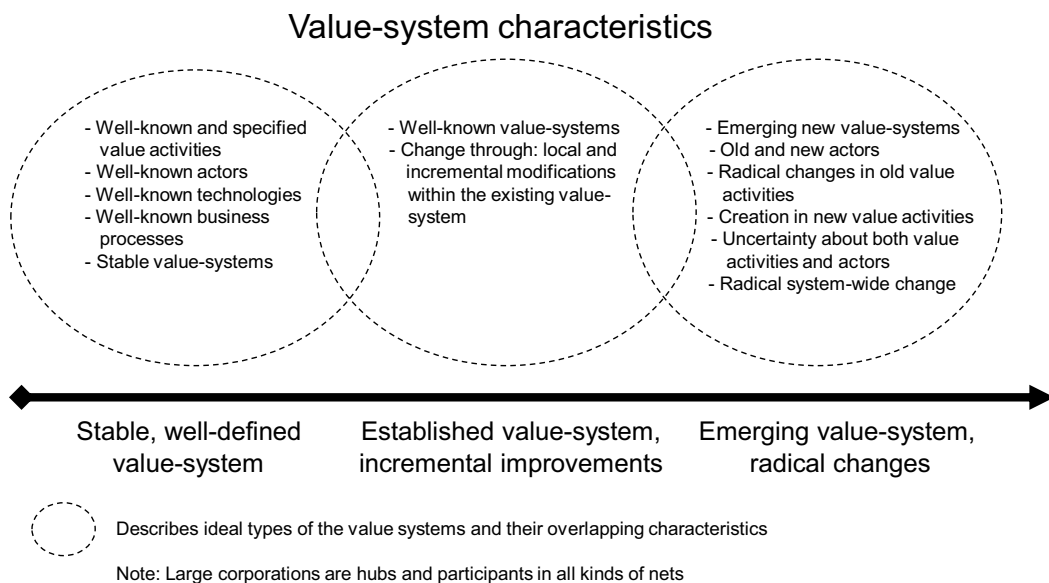 Value-system characteristics
- Well-known and specified
value activities
- Well-known actors
- Well-known technologies
- Well-known business
processes
- Stable value-systems
- Well-known value-systems
- Change through: local and
incremental modifications
within the existing value-
system
- Emerging new value-systems
- Old and new actors
- Radical changes in old value
activities
- Creation in new value activities
- Uncertainty about both value
activities and actors
- Radical system-wide change
Stable, well-defined
value-system
Established value-system,
incremental improvements
Emerging value-system,
radical changes
Describes ideal types of the value systems and their overlapping characteristics
Note: Large corporations are hubs and participants in all kinds of nets